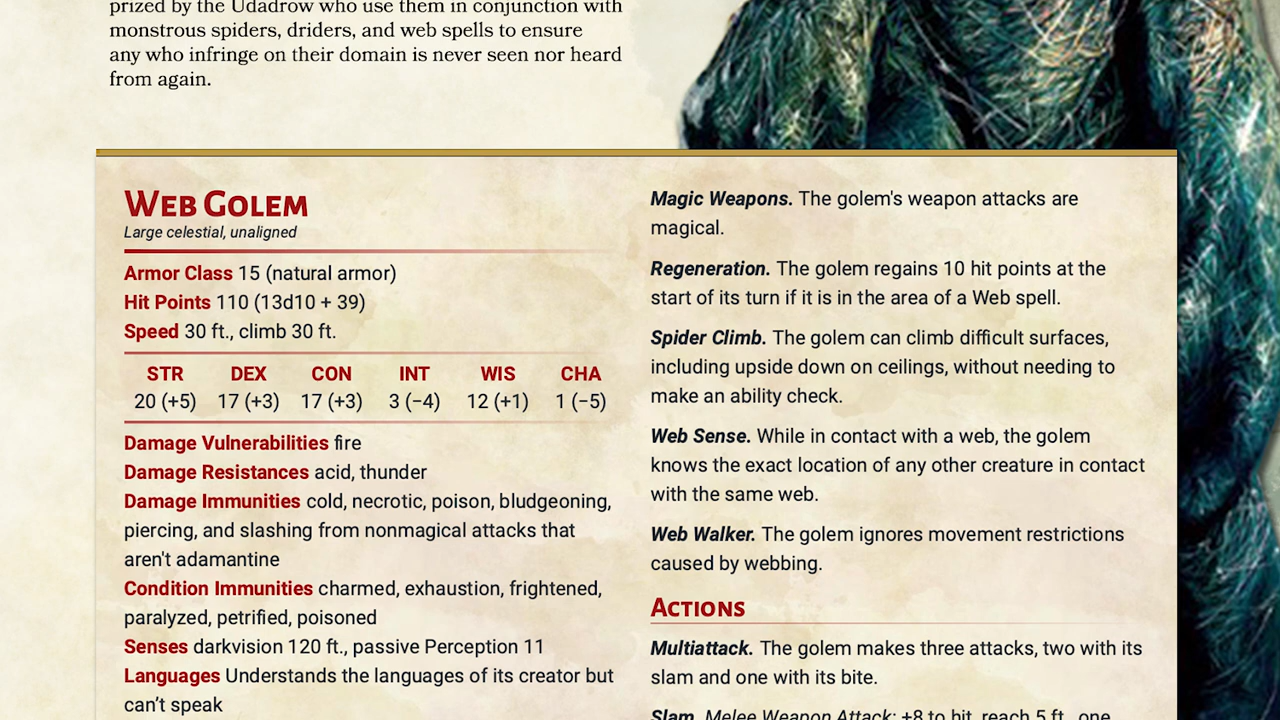 prized by the Udadrow who use them in conjunction with
monstrous spiders, driders, and web spells to ensure
any who infringe on their domain is never seen nor heard
from again.
Web Golem
Large celestial, unaligned
Armor Class 15 (natural armor)
Hit Points 110 (13d10 + 39)
Speed 30 ft., climb 30 ft.
STR DEX CON INT WIS CHA
20 (+5) 17 (+3) 17 (+3) 3 (−4) 12 (+1) 1 (−5)
Damage Vulnerabilities fire
Damage Resistances acid, thunder
Damage Immunities cold, necrotic, poison, bludgeoning,
piercing, and slashing from nonmagical attacks that
aren't adamantine
Condition Immunities charmed, exhaustion, frightened,
paralyzed, petrified, poisoned
Senses darkvision 120 ft., passive Perception 11
Languages Understands the languages of its creator but
can’t speak
Magic Weapons. The golem's weapon attacks are
magical.
Regeneration. The golem regains 10 hit points at the
start of its turn if it is in the area of a Web spell.
Spider Climb. The golem can climb difficult surfaces,
including upside down on ceilings, without needing to
make an ability check.
Web Sense. While in contact with a web, the golem
knows the exact location of any other creature in contact
with the same web.
Web Walker. The golem ignores movement restrictions
caused by webbing.
Actions
Multiattack. The golem makes three attacks, two with its
slam and one with its bite.
Slam. Melee Weapon Attack: +8 to hit, reach 5 ft., one